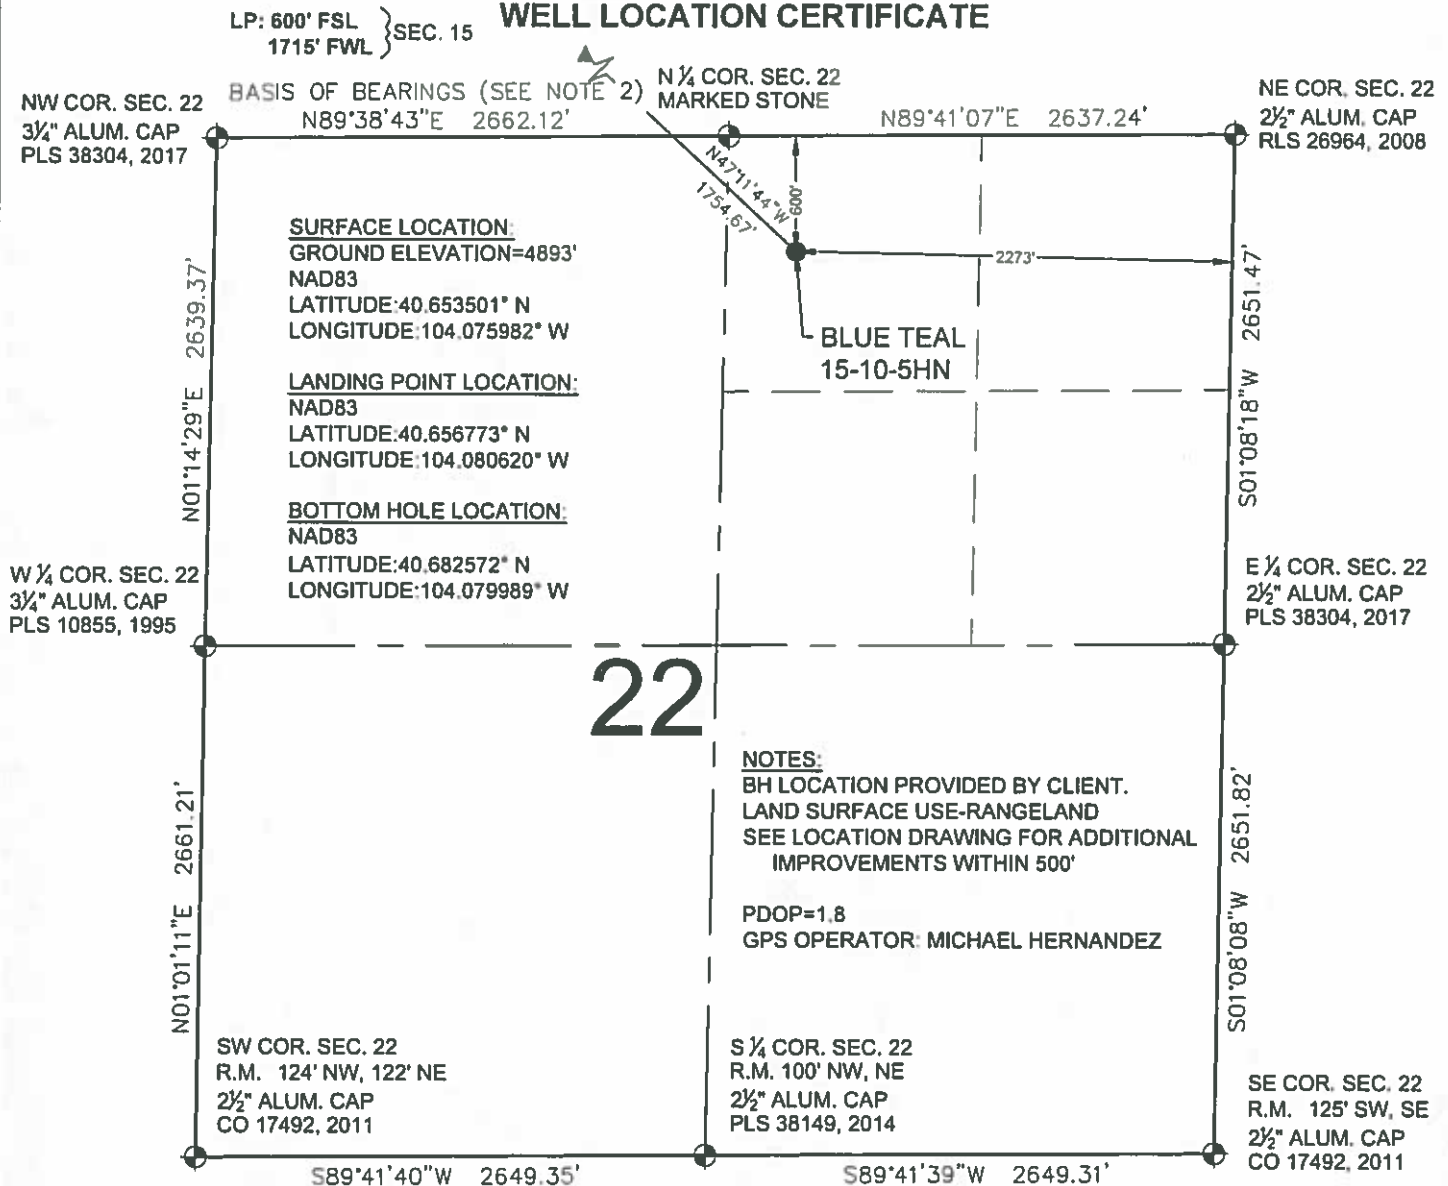 WELL LOCATION CERTIFICATE
LP: 600' FSL
1715' FWL
SEC. 15
BASIS OF BEARINGS (SEE NOTE 2)
N89°38'43"E 2662.12'
NW COR. SEC. 22
3¼" ALUM. CAP
PLS 38304, 2017
N ¼ COR. SEC. 22
MARKED STONE
N89°41'07"E 2637.24'
NE COR. SEC. 22
2½" ALUM. CAP
RLS 26964, 2008
N47°11'44"W
1754.67'
600'
2273'
BLUE TEAL
15-10-5HN
SURFACE LOCATION:
GROUND ELEVATION=4893'
NAD83
LATITUDE:40.653501° N
LONGITUDE:104.075982° W
LANDING POINT LOCATION:
NAD83
LATITUDE:40.656773° N
LONGITUDE:104.080620° W
BOTTOM HOLE LOCATION:
NAD83
LATITUDE:40.682572° N
LONGITUDE:104.079989° W
N01°14'29"E 2639.37'
S01°08'18"W 2651.47'
W ¼ COR. SEC. 22
3¼" ALUM. CAP
PLS 10855, 1995
E ¼ COR. SEC. 22
2½" ALUM. CAP
PLS 38304, 2017
22
NOTES:
BH LOCATION PROVIDED BY CLIENT.
LAND SURFACE USE-RANGELAND
SEE LOCATION DRAWING FOR ADDITIONAL
IMPROVEMENTS WITHIN 500'
PDOP=1.8
GPS OPERATOR: MICHAEL HERNANDEZ
N01°01'11"E 2661.21'
S01°08'08"W 2651.82'
SW COR. SEC. 22
R.M. 124' NW, 122' NE
2½" ALUM. CAP
CO 17492, 2011
S ¼ COR. SEC. 22
R.M. 100' NW, NE
2½" ALUM. CAP
PLS 38149, 2014
SE COR. SEC. 22
R.M. 125' SW, SE
2½" ALUM. CAP
CO 17492, 2011
S89°41'40"W 2649.35'
S89°41'39"W 2649.31'